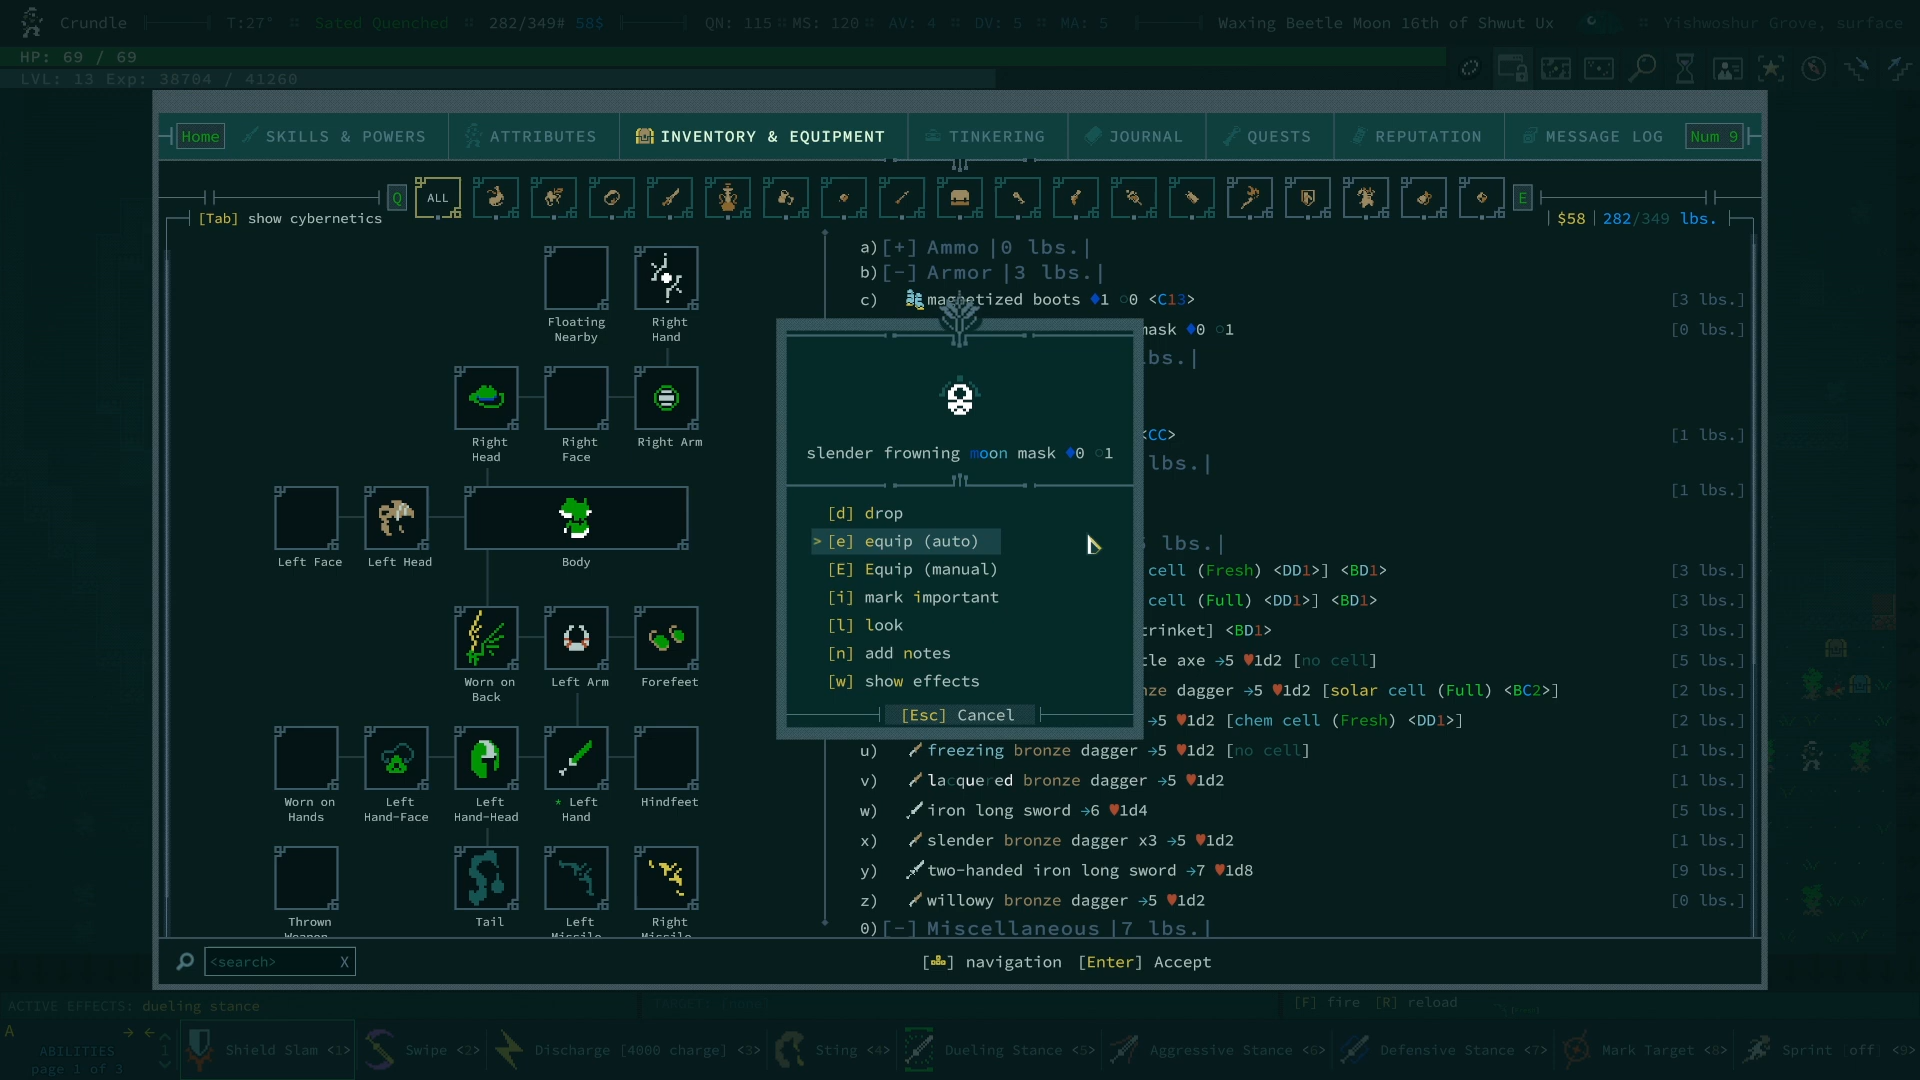 Crundle T:27° Sated Quenched 282/349# 58$ QN: 115 MS: 120 AV: 4 DV: 5 MA: 5 Waxing Beetle Moon 16th of Shwut Ux Yishwoshur Grove, surface
HP: 69 / 69
LVL: 13 Exp: 38704 / 41260
Home SKILLS & POWERS ATTRIBUTES INVENTORY & EQUIPMENT TINKERING JOURNAL QUESTS REPUTATION MESSAGE LOG Num 9
Q ALL E
[Tab] show cybernetics
$58 282/349 lbs.
Floating Nearby
Right Hand
Right Head
Right Face
Right Arm
Left Face
Left Head
Body
Worn on Back
Left Arm
Forefeet
Worn on Hands
Left Hand-Face
Left Hand-Head
* Left Hand
Hindfeet
Thrown Weapon
Tail
Left Missile
Right Missile
a) [+] Ammo |0 lbs.|
b) [-] Armor |3 lbs.|
c) magnetized boots ♦1 ○0 <C13> [3 lbs.]
mask ♦0 ○1 [0 lbs.]
lbs.|
<CC> [1 lbs.]
lbs.|
[1 lbs.]
lbs.|
cell (Fresh) <DD1>] <BD1> [3 lbs.]
cell (Full) <DD1>] <BD1> [3 lbs.]
trinket] <BD1> [3 lbs.]
tle axe →5 ♥1d2 [no cell] [5 lbs.]
nze dagger →5 ♥1d2 [solar cell (Full) <BC2>] [2 lbs.]
→5 ♥1d2 [chem cell (Fresh) <DD1>] [2 lbs.]
u) freezing bronze dagger →5 ♥1d2 [no cell] [1 lbs.]
v) lacquered bronze dagger →5 ♥1d2 [1 lbs.]
w) iron long sword →6 ♥1d4 [5 lbs.]
x) slender bronze dagger x3 →5 ♥1d2 [1 lbs.]
y) two-handed iron long sword →7 ♥1d8 [9 lbs.]
z) willowy bronze dagger →5 ♥1d2 [0 lbs.]
0) [-] Miscellaneous |7 lbs.|
slender frowning moon mask ♦0 ○1
[d] drop
> [e] equip (auto)
[E] Equip (manual)
[i] mark important
[l] look
[n] add notes
[w] show effects
[Esc] Cancel
<search> X
navigation [Enter] Accept
ACTIVE EFFECTS: dueling stance
TARGET: [none]
[F] fire [R] reload
A
ABILITIES
page 1 of 3
1
Shield Slam <1> Swipe <2> Discharge [4000 charge] <3> Sting <4> Dueling Stance <5> Aggressive Stance <6> Defensive Stance <7> Mark Target <8> Sprint [off] <9>